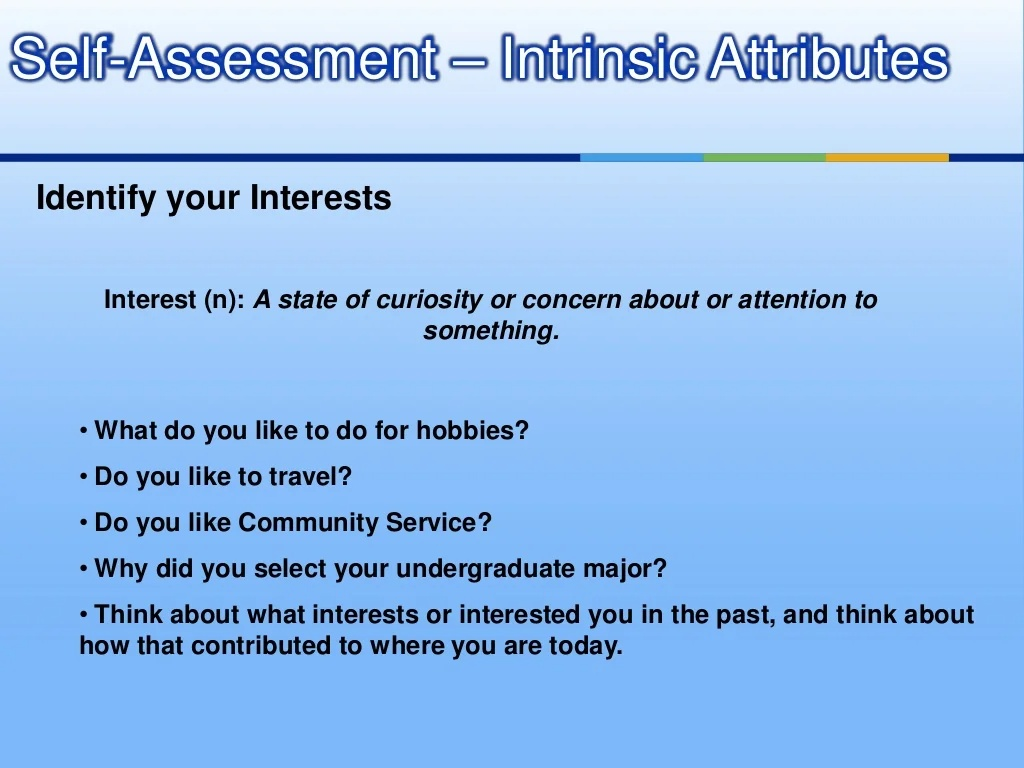 Self-Assessment – Intrinsic Attributes
Identify your Interests
Interest (n): A state of curiosity or concern about or attention to
something.
• What do you like to do for hobbies?
• Do you like to travel?
• Do you like Community Service?
• Why did you select your undergraduate major?
• Think about what interests or interested you in the past, and think about
how that contributed to where you are today.